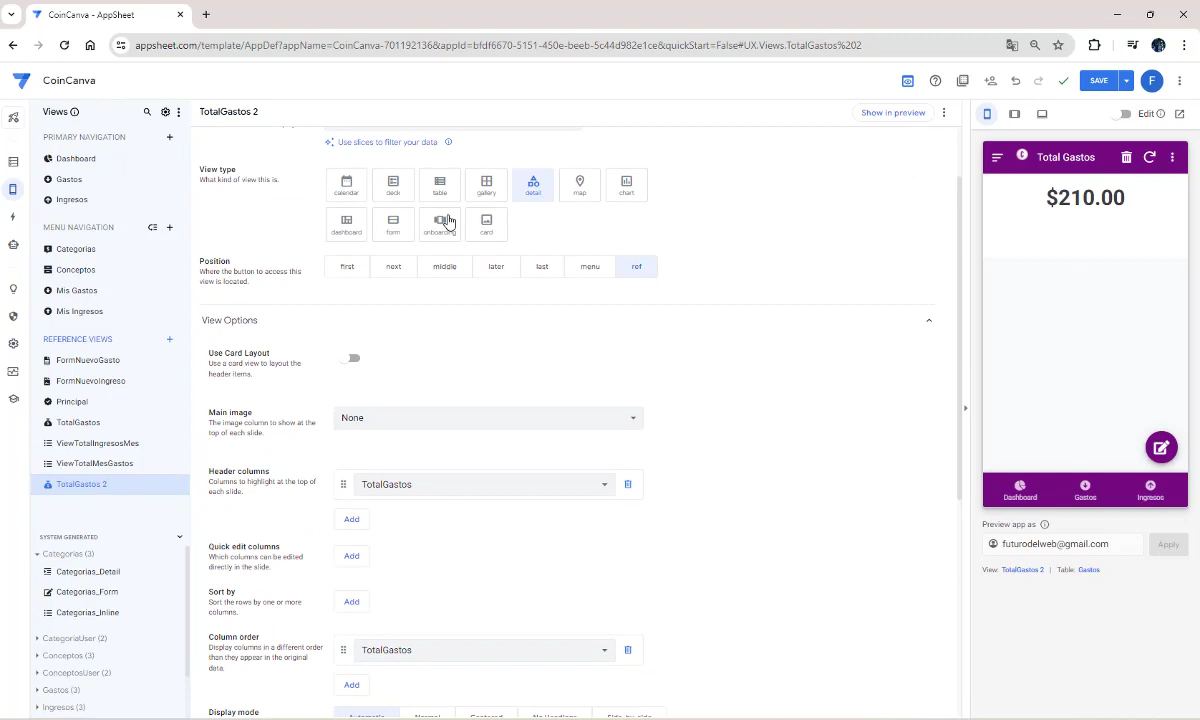 CoinCanva - AppSheet
appsheet.com/template/AppDef?appName=CoinCanva-701192136&appId=bfdf6670-5151-450e-beeb-5c44d982e1ce&quickStart=False#UX.Views.TotalGastos%202
CoinCanva
SAVE
F
Views
PRIMARY NAVIGATION
Dashboard
Gastos
Ingresos
MENU NAVIGATION
Categorias
Conceptos
Mis Gastos
Mis Ingresos
REFERENCE VIEWS
FormNuevoGasto
FormNuevoIngreso
Principal
TotalGastos
ViewTotalIngresosMes
ViewTotalMesGastos
TotalGastos 2
SYSTEM GENERATED
Categorias (3)
Categorias_Detail
Categorias_Form
Categorias_Inline
CategoriaUser (2)
Conceptos (3)
ConceptosUser (2)
Gastos (3)
Ingresos (3)
TotalGastos 2
Show in preview
Use slices to filter your data
View type
What kind of view this is.
calendar
deck
table
gallery
detail
map
chart
dashboard
form
onboarding
card
Position
Where the button to access this
view is located.
first
next
middle
later
last
menu
ref
View Options
Use Card Layout
Use a card view to layout the
header items.
Main image
The image column to show at the
top of each slide.
None
Header columns
Columns to highlight at the top of
each slide.
TotalGastos
Add
Quick edit columns
Which columns can be edited
directly in the slide.
Add
Sort by
Sort the rows by one or more
columns.
Add
Column order
Display columns in a different order
than they appear in the original
data.
TotalGastos
Add
Display mode
Automatic
Normal
Centered
No Headings
Side-by-side
Edit
Total Gastos
$210.00
Dashboard
Gastos
Ingresos
Preview app as
futurodelweb@gmail.com
Apply
View: TotalGastos 2 | Table: Gastos